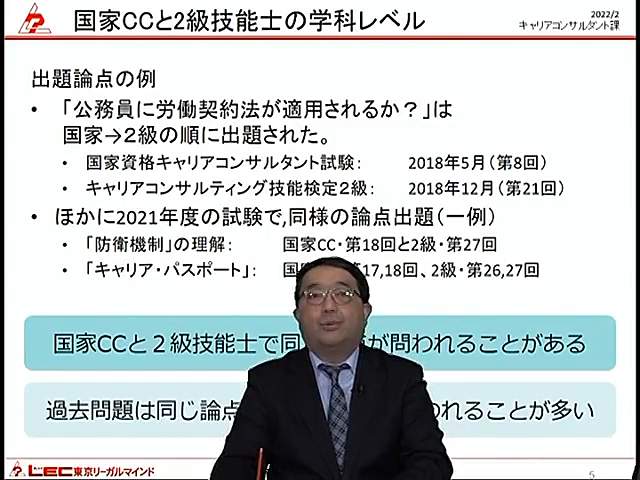 国家CCと2級技能士の学科レベル
2022/2
キャリアコンサルタント課
出題論点の例
• 「公務員に労働契約法が適用されるか？」は
国家→２級の順に出題された。
• 国家資格キャリアコンサルタント試験： 2018年5月（第8回）
• キャリアコンサルティング技能検定２級： 2018年12月（第21回）
• ほかに2021年度の試験で,同様の論点出題（一例）
• 「防衛機制」の理解： 国家CC・第18回と2級・第27回
• 「キャリア・パスポート」： 国 17,18回、2級・第26,27回
国家CCと２級技能士で同 が問われることがある
過去問題は同じ論点 われることが多い
LEC東京リーガルマインド
5